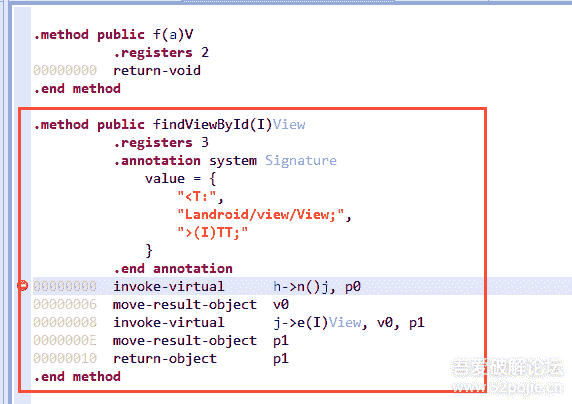 .method public f(a)V
.registers 2
00000000 return-void
.end method
.method public findViewById(I)View
.registers 3
.annotation system Signature
value = {
"<T:",
"Landroid/view/View;",
">(I)TT;"
}
.end annotation
00000000 invoke-virtual h->n()j, p0
00000006 move-result-object v0
00000008 invoke-virtual j->e(I)View, v0, p1
0000000E move-result-object p1
00000010 return-object p1
.end method
吾爱破解论坛
www.52pojie.cn